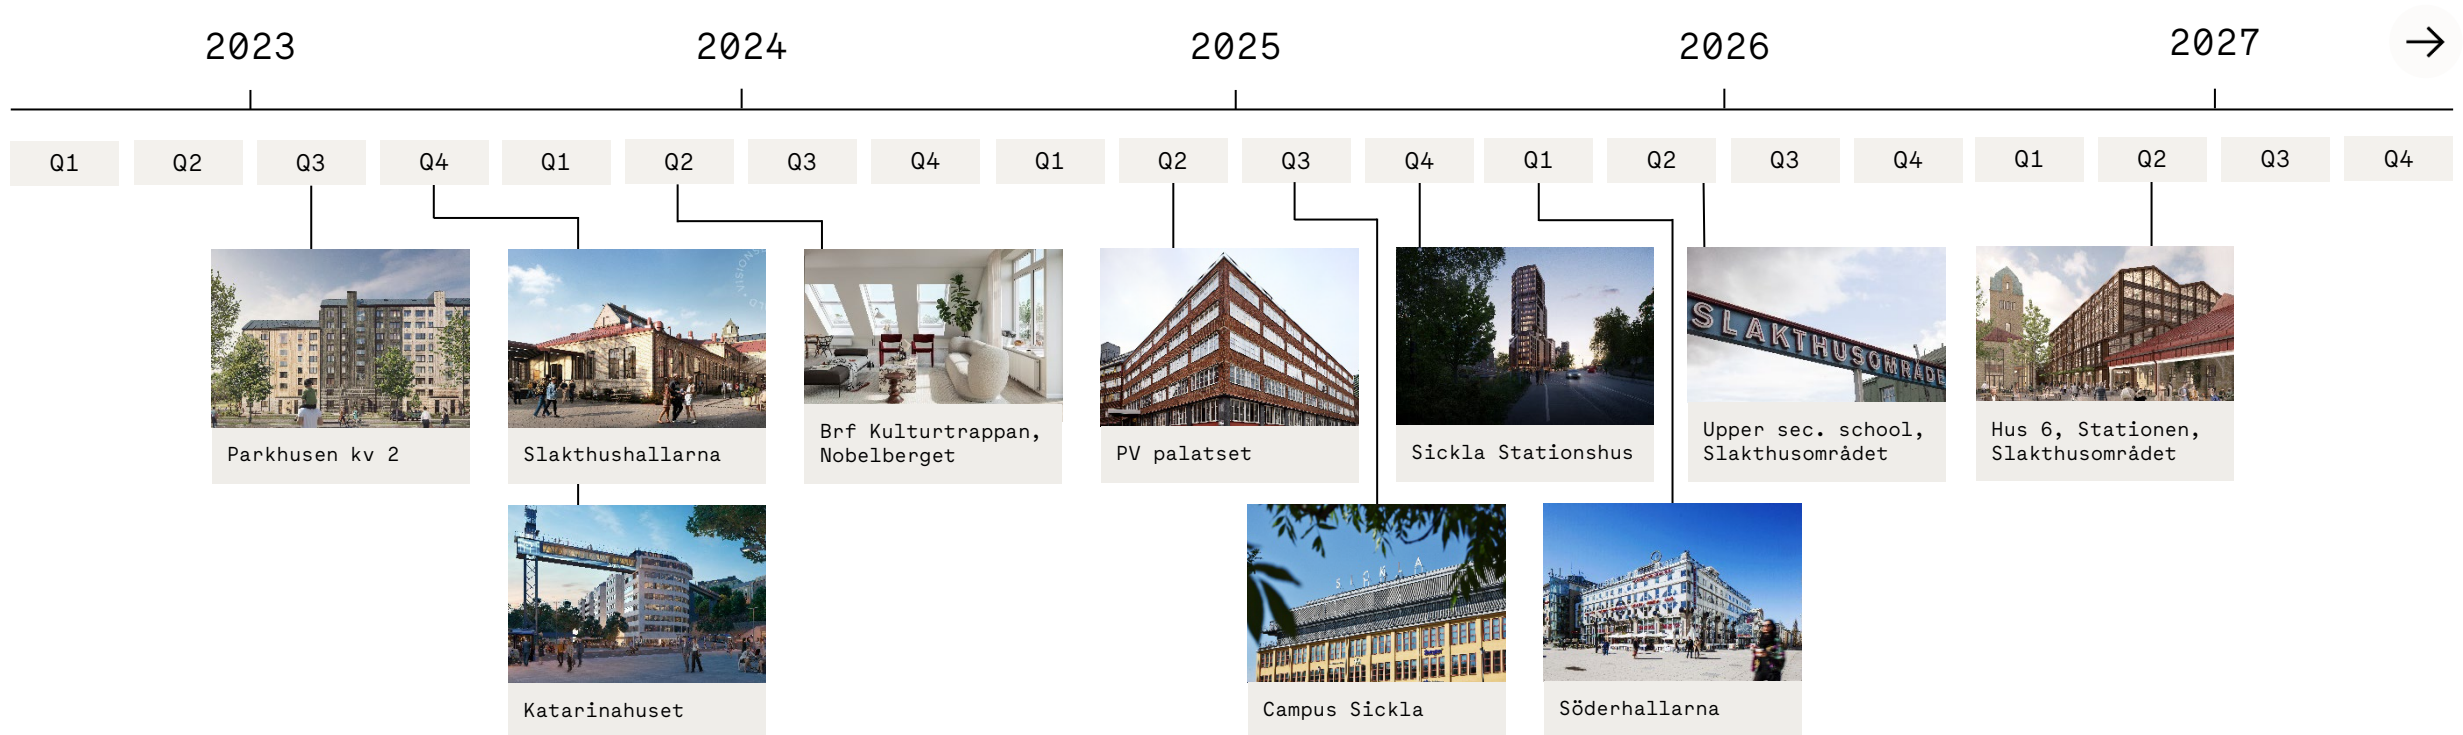 2023
2024
2025
2026
2027
Q1
Q2
Q3
Q4
Q1
Q2
Q3
Q4
Q1
Q2
Q3
Q4
Q1
Q2
Q3
Q4
Q1
Q2
Q3
Q4
VISIONS
SLAKTHUSOMRÅDE
Parkhusen kv 2
Slakthushallarna
Brf Kulturtrappan,
Nobelberget
PV palatset
Sickla Stationshus
Upper sec. school,
Slakthusområdet
Hus 6, Stationen,
Slakthusområdet
SICKLA
Katarinahuset
Campus Sickla
Söderhallarna